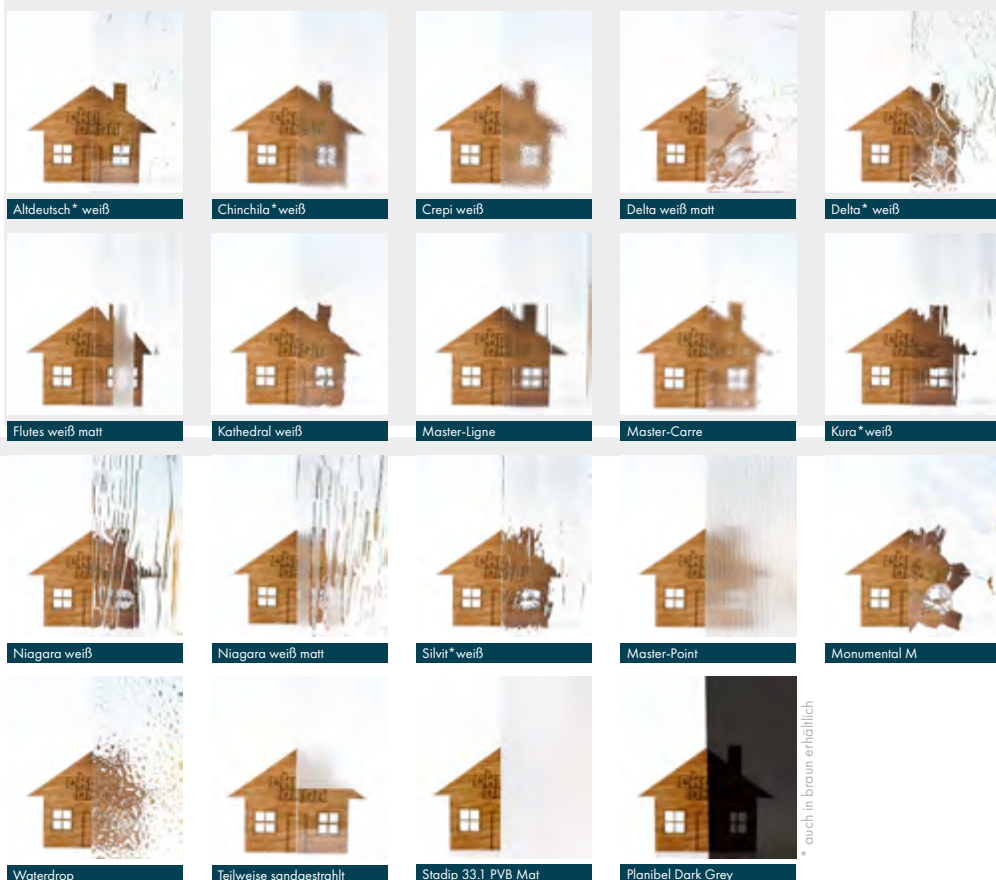 Altdeutsch* weiß
Chinchila*weiß
Crepi weiß
Delta weiß matt
Delta* weiß
Flutes weiß matt
Kathedral weiß
Master-Ligne
Master-Carre
Kura*weiß
Niagara weiß
Niagara weiß matt
Silvit*weiß
Master-Point
Monumental M
Waterdrop
Teilweise sandgestrahlt
Stadip 33.1 PVB Mat
Planibel Dark Grey
* auch in braun erhältlich